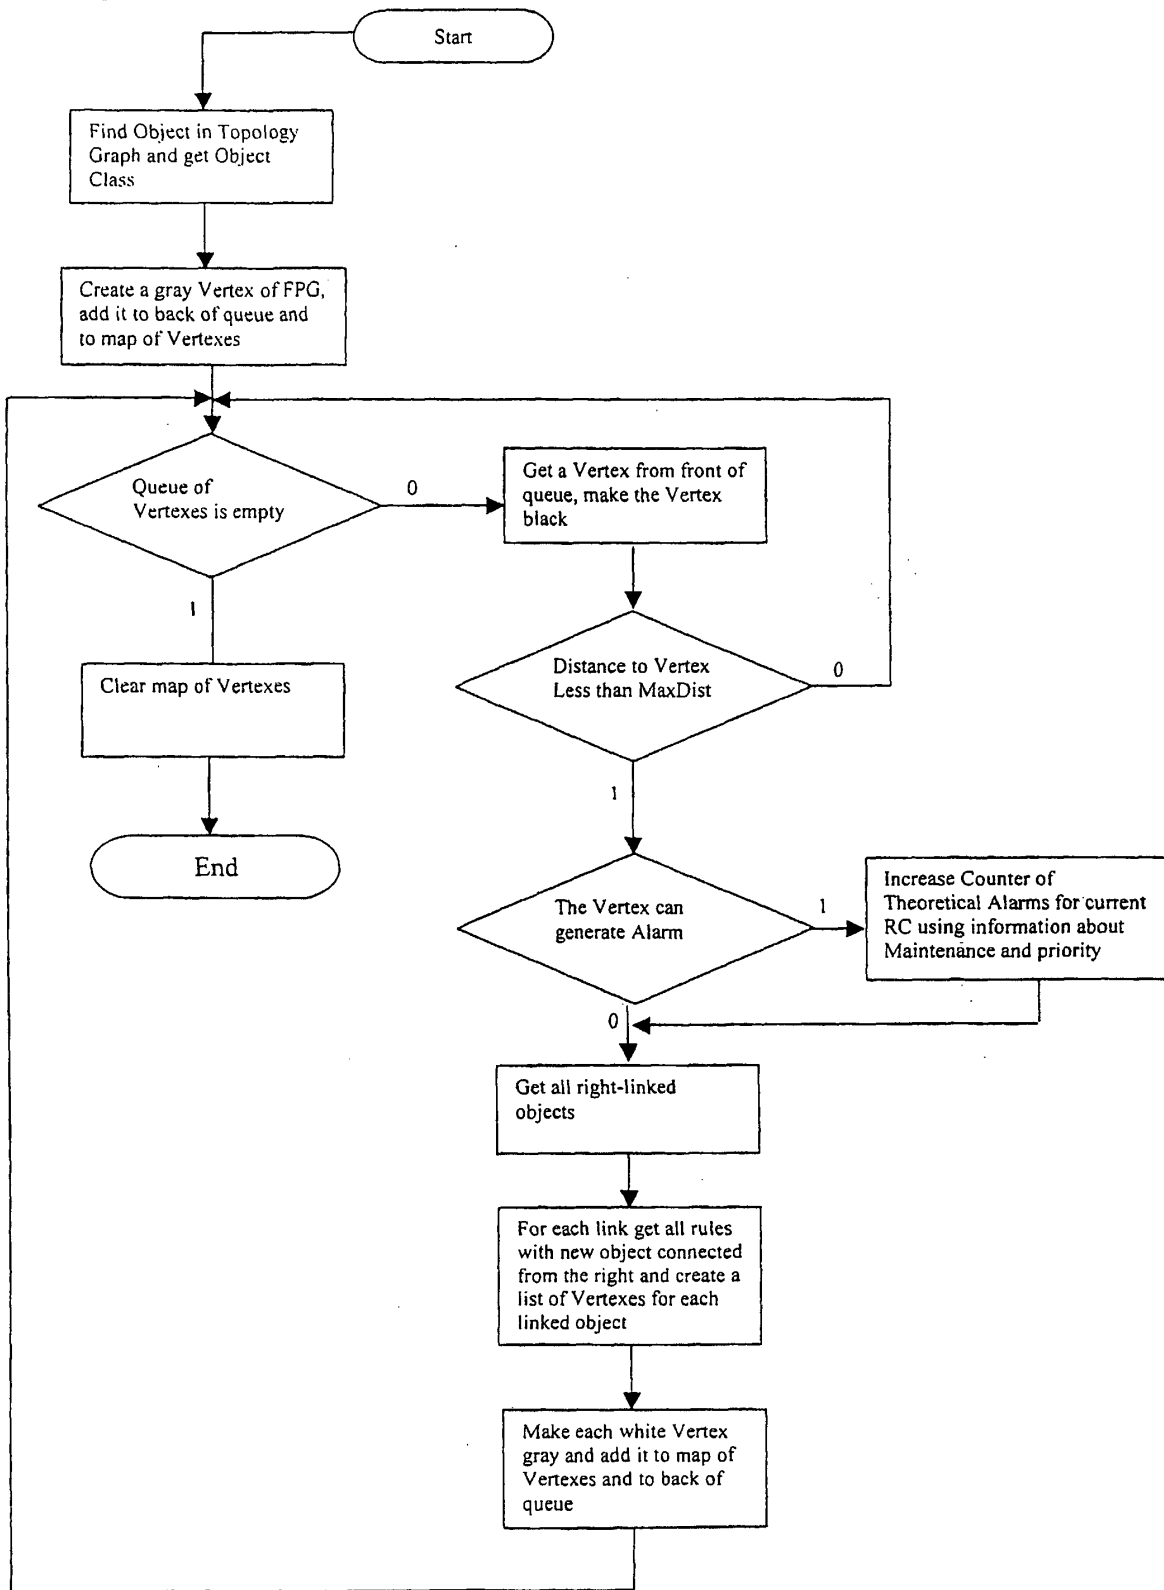 Start
Find Object in Topology
Graph and get Object
Class
Create a gray Vertex of FPG,
add it to back of queue and
to map of Vertexes
Queue of
Vertexes is empty
0
Get a Vertex from front of
queue, make the Vertex
black
1
Clear map of Vertexes
End
Distance to Vertex
Less than MaxDist
0
1
The Vertex can
generate Alarm
1
Increase Counter of
Theoretical Alarms for current
RC using information about
Maintenance and priority
0
Get all right-linked
objects
For each link get all rules
with new object connected
from the right and create a
list of Vertexes for each
linked object
Make each white Vertex
gray and add it to map of
Vertexes and to back of
queue